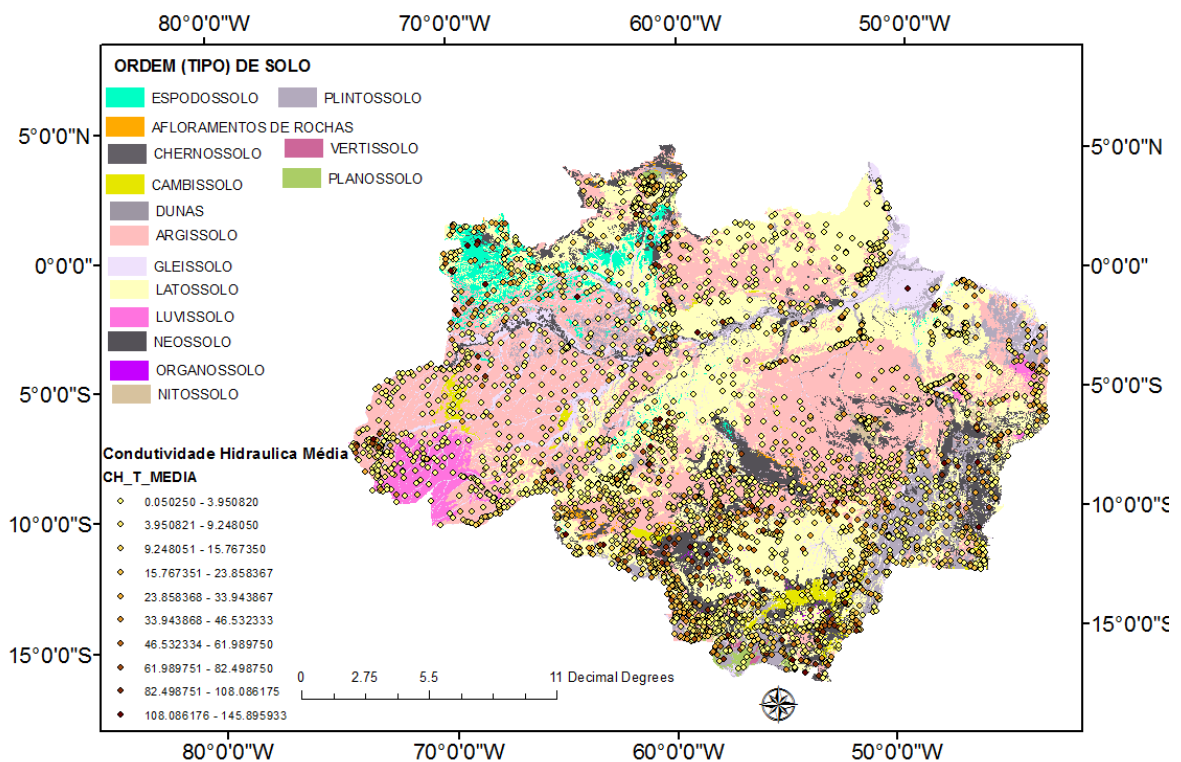 80°0'0"W 70°0'0"W 60°0'0"W 50°0'0"W
ORDEM (TIPO) DE SOLO
ESPODOSSOLO PLINTOSSOLO
AFLORAMENTOS DE ROCHAS
CHERNOSSOLO VERTISSOLO
CAMBISSOLO PLANOSSOLO
DUNAS
ARGISSOLO
GLEISSOLO
LATOSSOLO
LUVISSOLO
NEOSSOLO
ORGANOSSOLO
NITOSSOLO
5°0'0"N 5°0'0"N
0°0'0" 0°0'0"
5°0'0"S 5°0'0"S
10°0'0"S 10°0'0"S
15°0'0"S 15°0'0"S
Condutividade Hidraulica Média
CH_T_MEDIA
0.050250 - 3.950820
3.950821 - 9.248050
9.248051 - 15.767350
15.767351 - 23.858367
23.858368 - 33.943867
33.943868 - 46.532333
46.532334 - 61.989750
61.989751 - 82.498750
82.498751 - 108.086175
108.086176 - 145.895933
0 2.75 5.5 11 Decimal Degrees
80°0'0"W 70°0'0"W 60°0'0"W 50°0'0"W